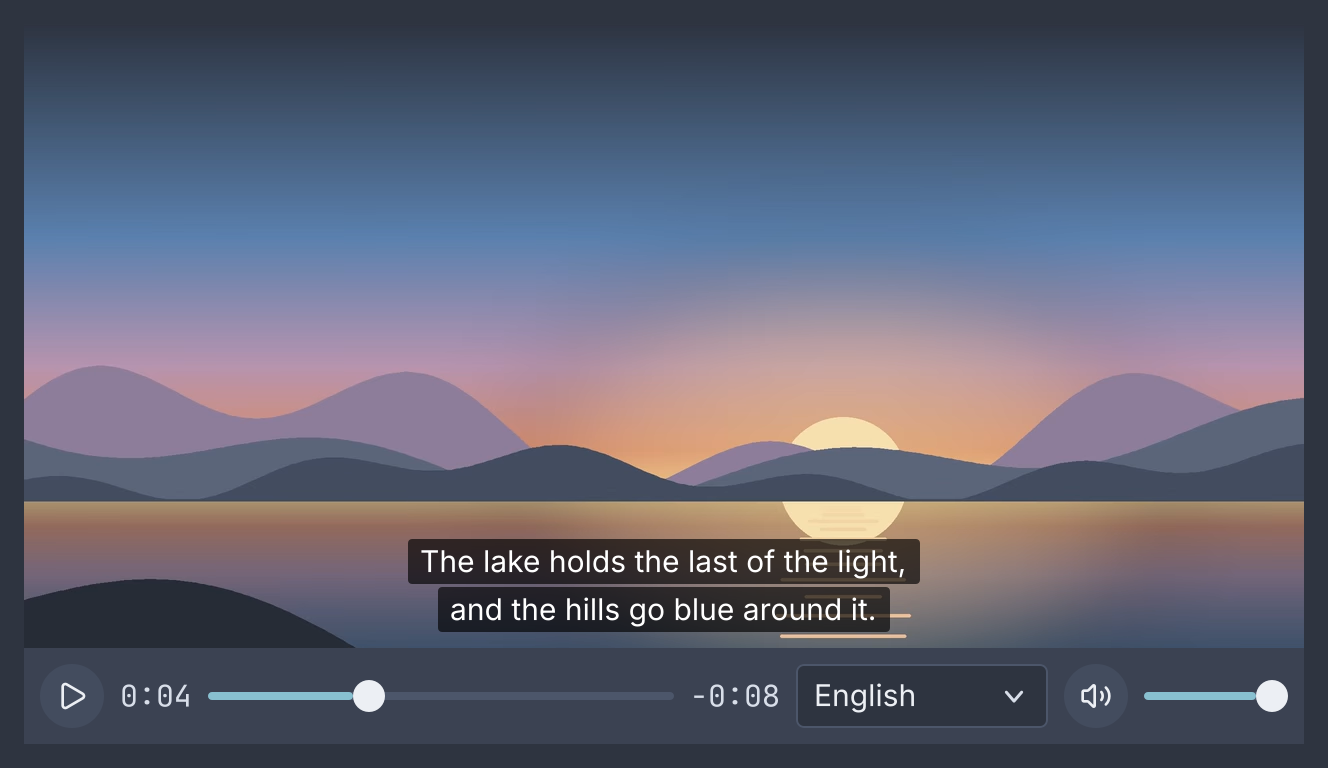 The lake holds the last of the light,
and the hills go blue around it.
0:04
-0:08
English